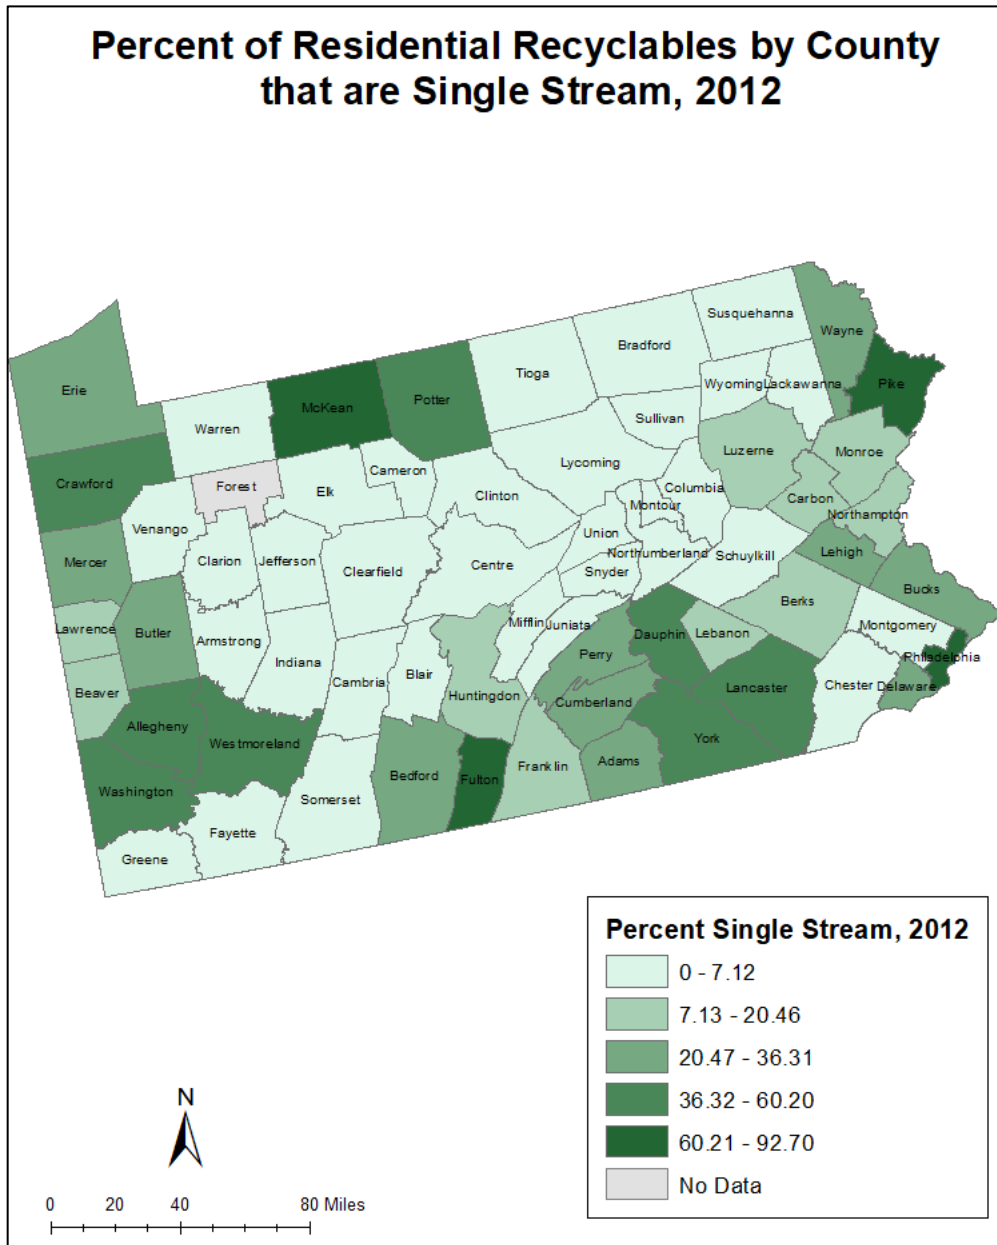 Percent of Residential Recyclables by County
that are Single Stream, 2012
Susquehanna
Wayne
Bradford
Tioga
Erie
Wyoming
Lackawanna
Pike
McKean
Potter
Sullivan
Warren
Luzerne
Monroe
Lycoming
Cameron
Crawford
Forest
Elk
Columbia
Clinton
Carbon
Montour
Northampton
Venango
Union
Northumberland
Schuylkill
Lehigh
Mercer
Clarion
Jefferson
Clearfield
Centre
Snyder
Bucks
Berks
Lawrence
Butler
Armstrong
Mifflin
Juniata
Dauphin
Lebanon
Montgomery
Perry
Philadelphia
Indiana
Cambria
Blair
Beaver
Huntingdon
Cumberland
Lancaster
Chester
Delaware
Allegheny
Westmoreland
York
Washington
Bedford
Fulton
Franklin
Adams
Somerset
Fayette
Greene
Percent Single Stream, 2012
0 - 7.12
7.13 - 20.46
20.47 - 36.31
36.32 - 60.20
60.21 - 92.70
No Data
N
0 20 40 80 Miles